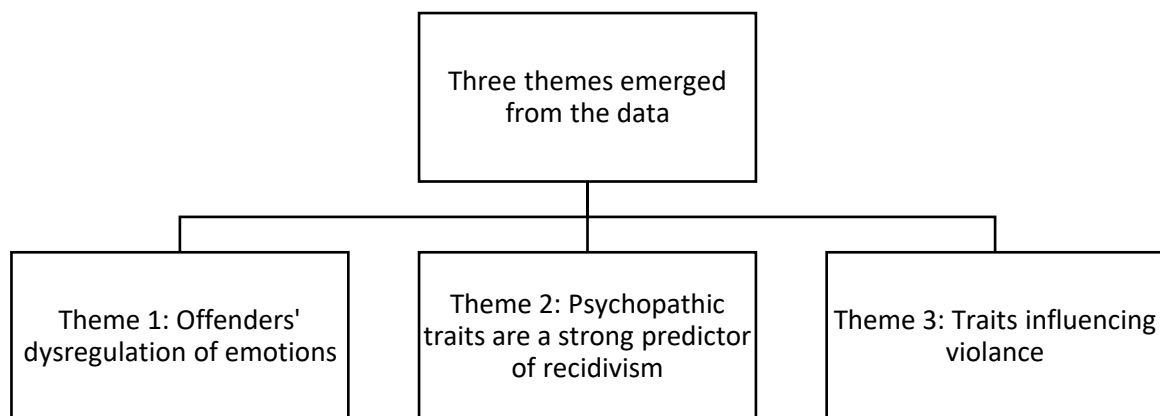 Three themes emerged
from the data
Theme 1: Offenders'
dysregulation of emotions
Theme 2: Psychopathic
traits are a strong predictor
of recidivism
Theme 3: Traits influencing
violance